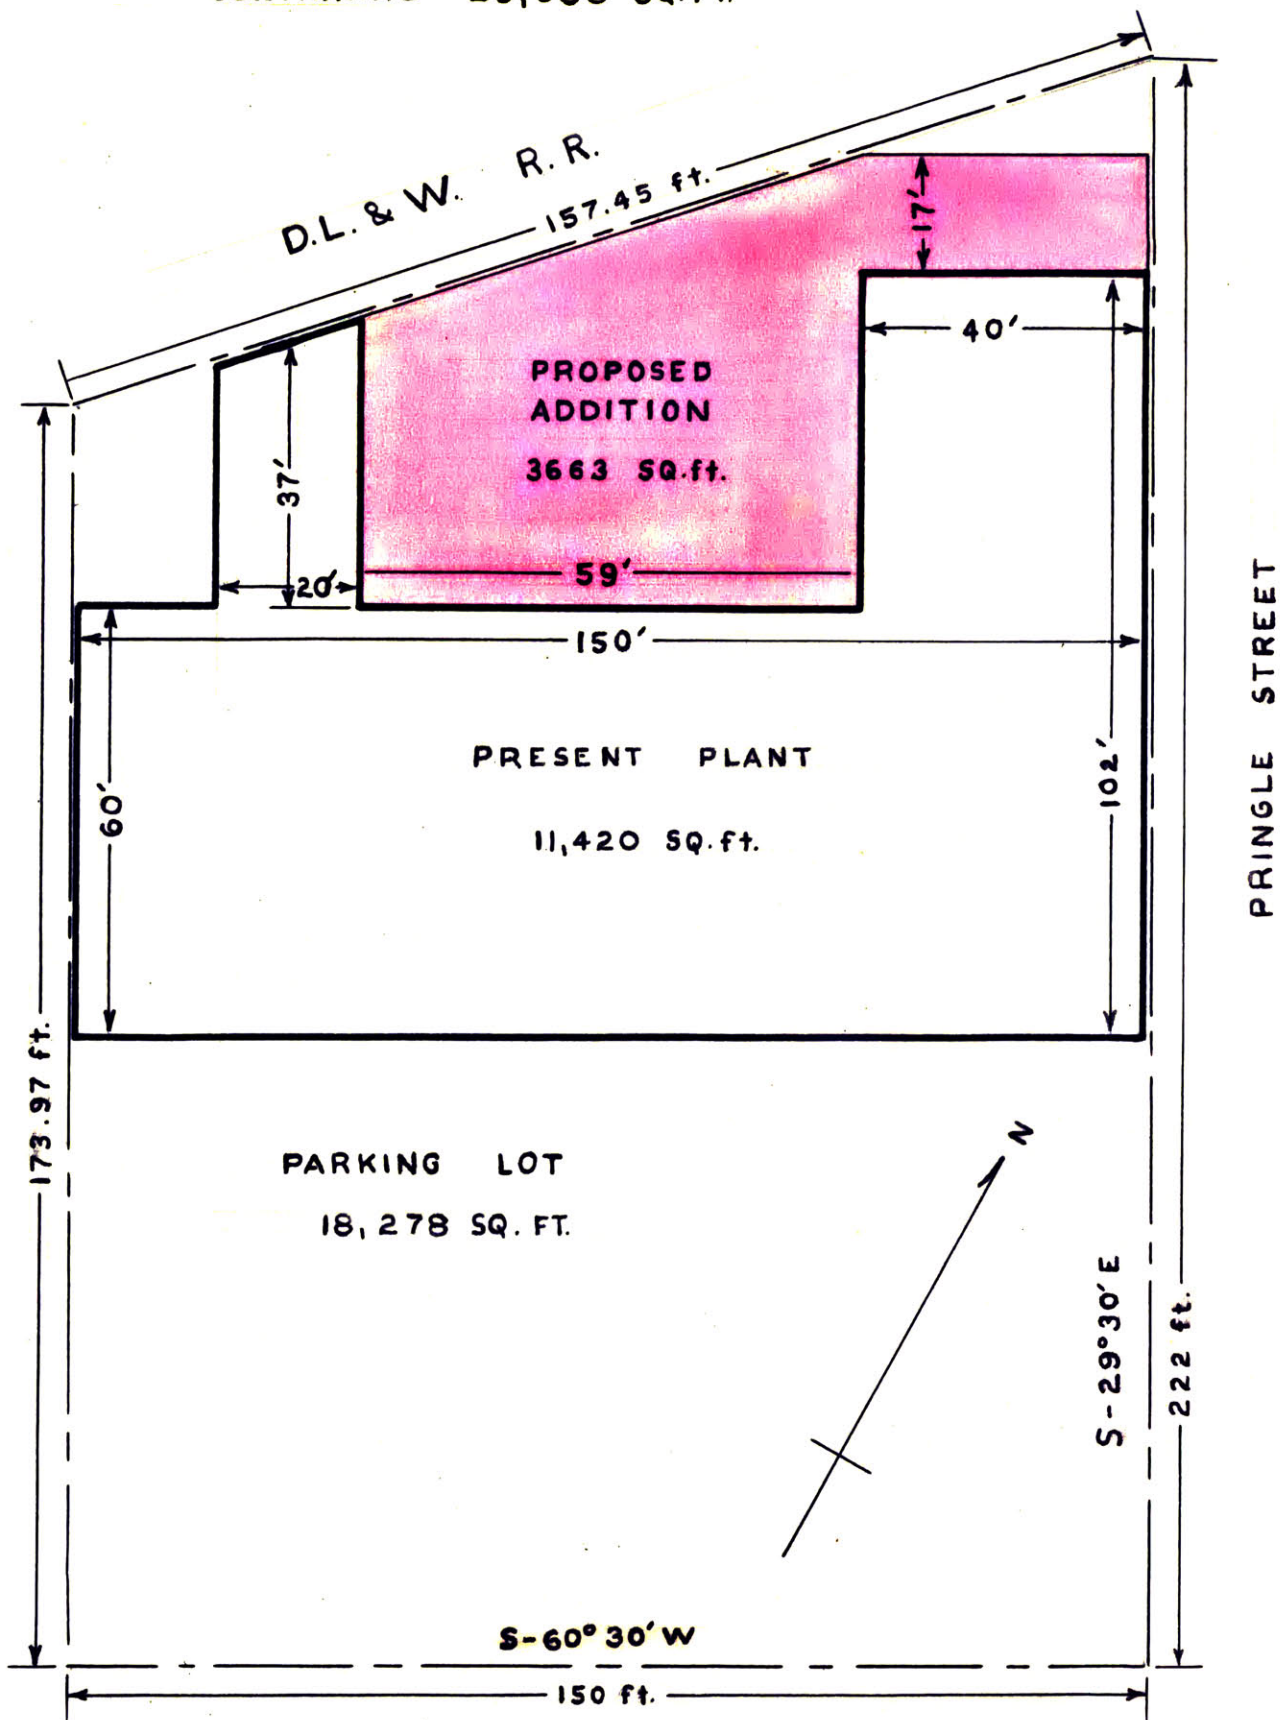 D.L. & W. R.R.
157.45 ft.
17'
40'
PROPOSED
ADDITION
3663 SQ.ft.
37'
20'
59'
150'
PRESENT PLANT
11,420 SQ.ft.
60'
102'
PRINGLE STREET
173.97 ft.
PARKING LOT
18,278 SQ. FT.
N
S-29°30'E
222 ft.
S-60°30'W
150 ft.